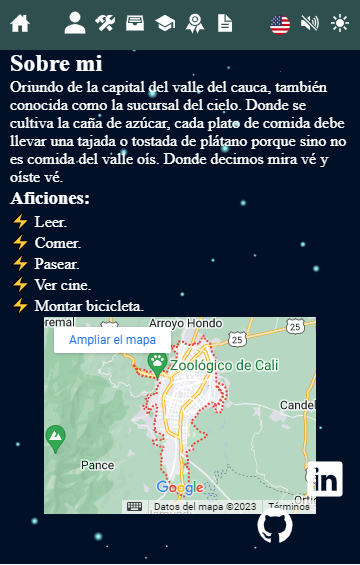 Sobre mi
Oriundo de la capital del valle del cauca, también
conocida como la sucursal del cielo. Donde se
cultiva la caña de azúcar, cada plato de comida debe
llevar una tajada o tostada de plátano porque sino no
es comida del valle oís. Donde decimos mira vé y
oíste vé.
Aficiones:
⚡ Leer.
⚡ Comer.
⚡ Pasear.
⚡ Ver cine.
⚡ Montar bicicleta.
Arroyo Hondo
25
Ampliar el mapa
25
Zoológico de Cali
Pance
Google
Datos del mapa ©2023
Términos
in